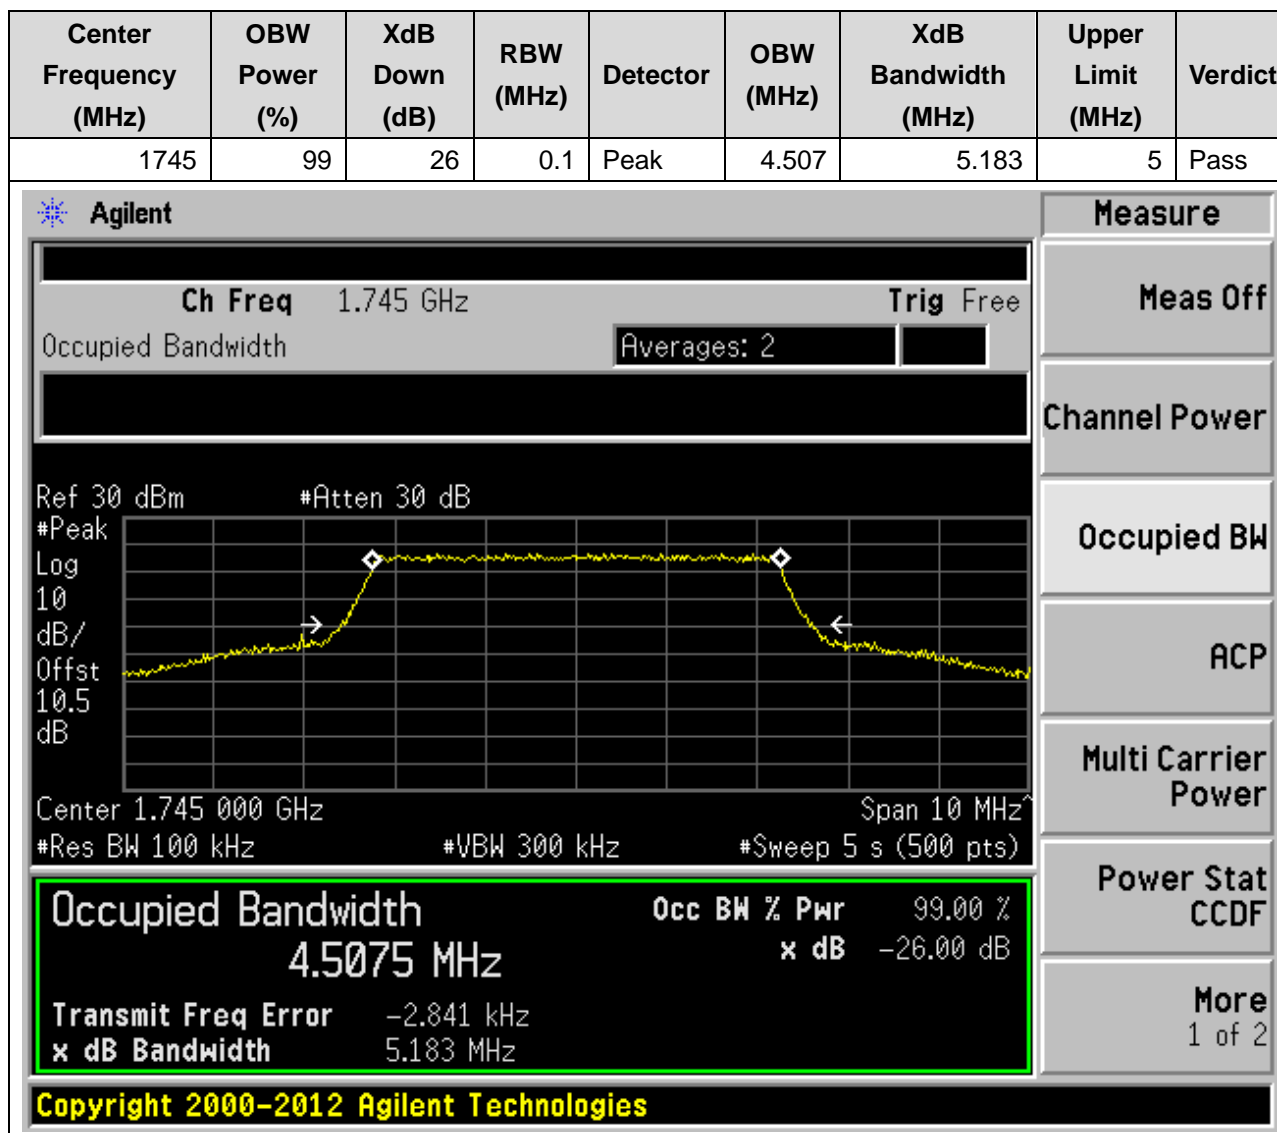 Center Frequency (MHz) OBW Power (%) XdB Down (dB) RBW (MHz) Detector OBW (MHz) XdB Bandwidth (MHz) Upper Limit (MHz) Verdict
1745 99 26 0.1 Peak 4.507 5.183 5 Pass
Agilent
Ch Freq 1.745 GHz Trig Free
Occupied Bandwidth Averages: 2
Ref 30 dBm #Atten 30 dB
#Peak
Log
10
dB/
Offst
10.5
dB
Center 1.745 000 GHz Span 10 MHz^
#Res BW 100 kHz #VBW 300 kHz #Sweep 5 s (500 pts)
Occupied Bandwidth Occ BW % Pwr 99.00 %
4.5075 MHz x dB -26.00 dB
Transmit Freq Error -2.841 kHz
x dB Bandwidth 5.183 MHz
Copyright 2000-2012 Agilent Technologies
Measure
Meas Off
Channel Power
Occupied BW
ACP
Multi Carrier
Power
Power Stat
CCDF
More
1 of 2